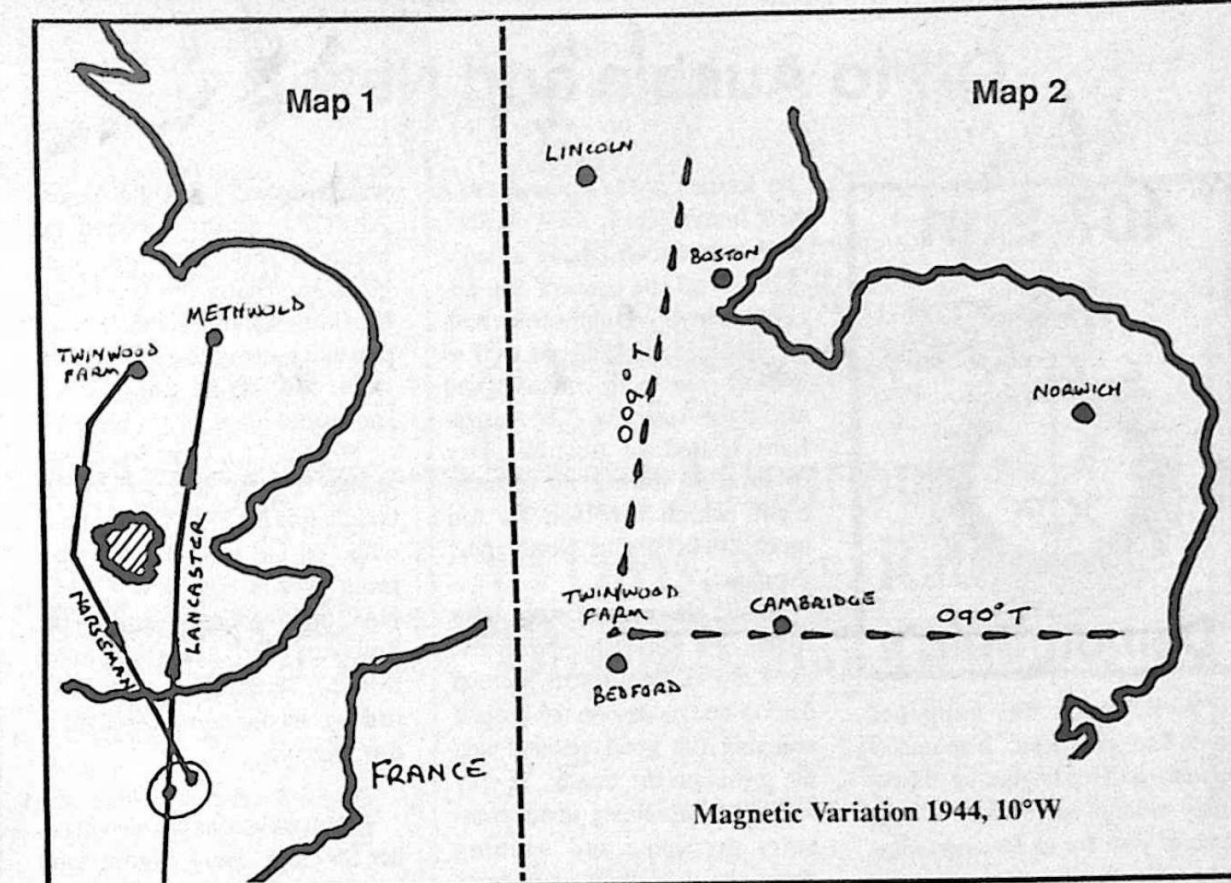 Map 1
METHWOLD
TWINWOOD
FARM
LANCASTER
NORSEMAN
FRANCE
Map 2
LINCOLN
BOSTON
009° T
NORWICH
TWINWOOD
FARM
CAMBRIDGE
090° T
BEDFORD
Magnetic Variation 1944, 10°W